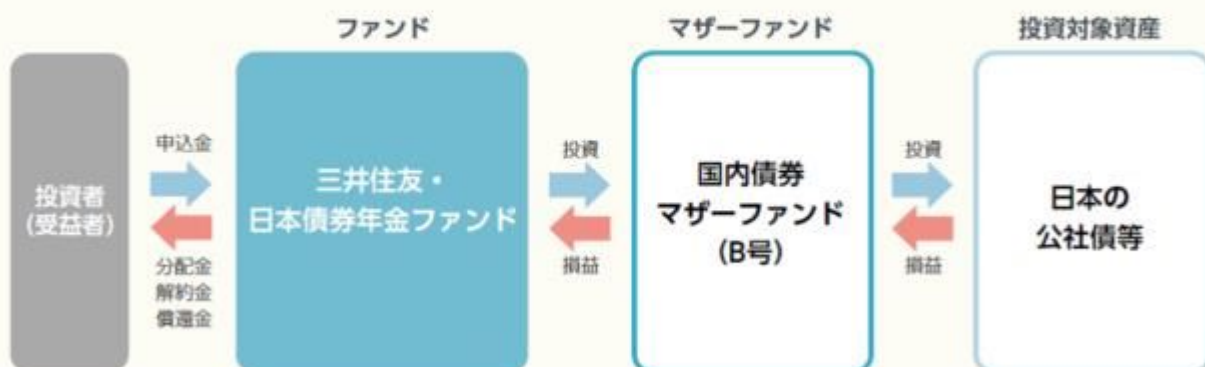 ファンド
マザーファンド
投資対象資産
投資者
(受益者)
申込金
分配金
解約金
償還金
三井住友・
日本債券年金ファンド
投資
損益
国内債券
マザーファンド
(B号)
投資
損益
日本の
公社債等